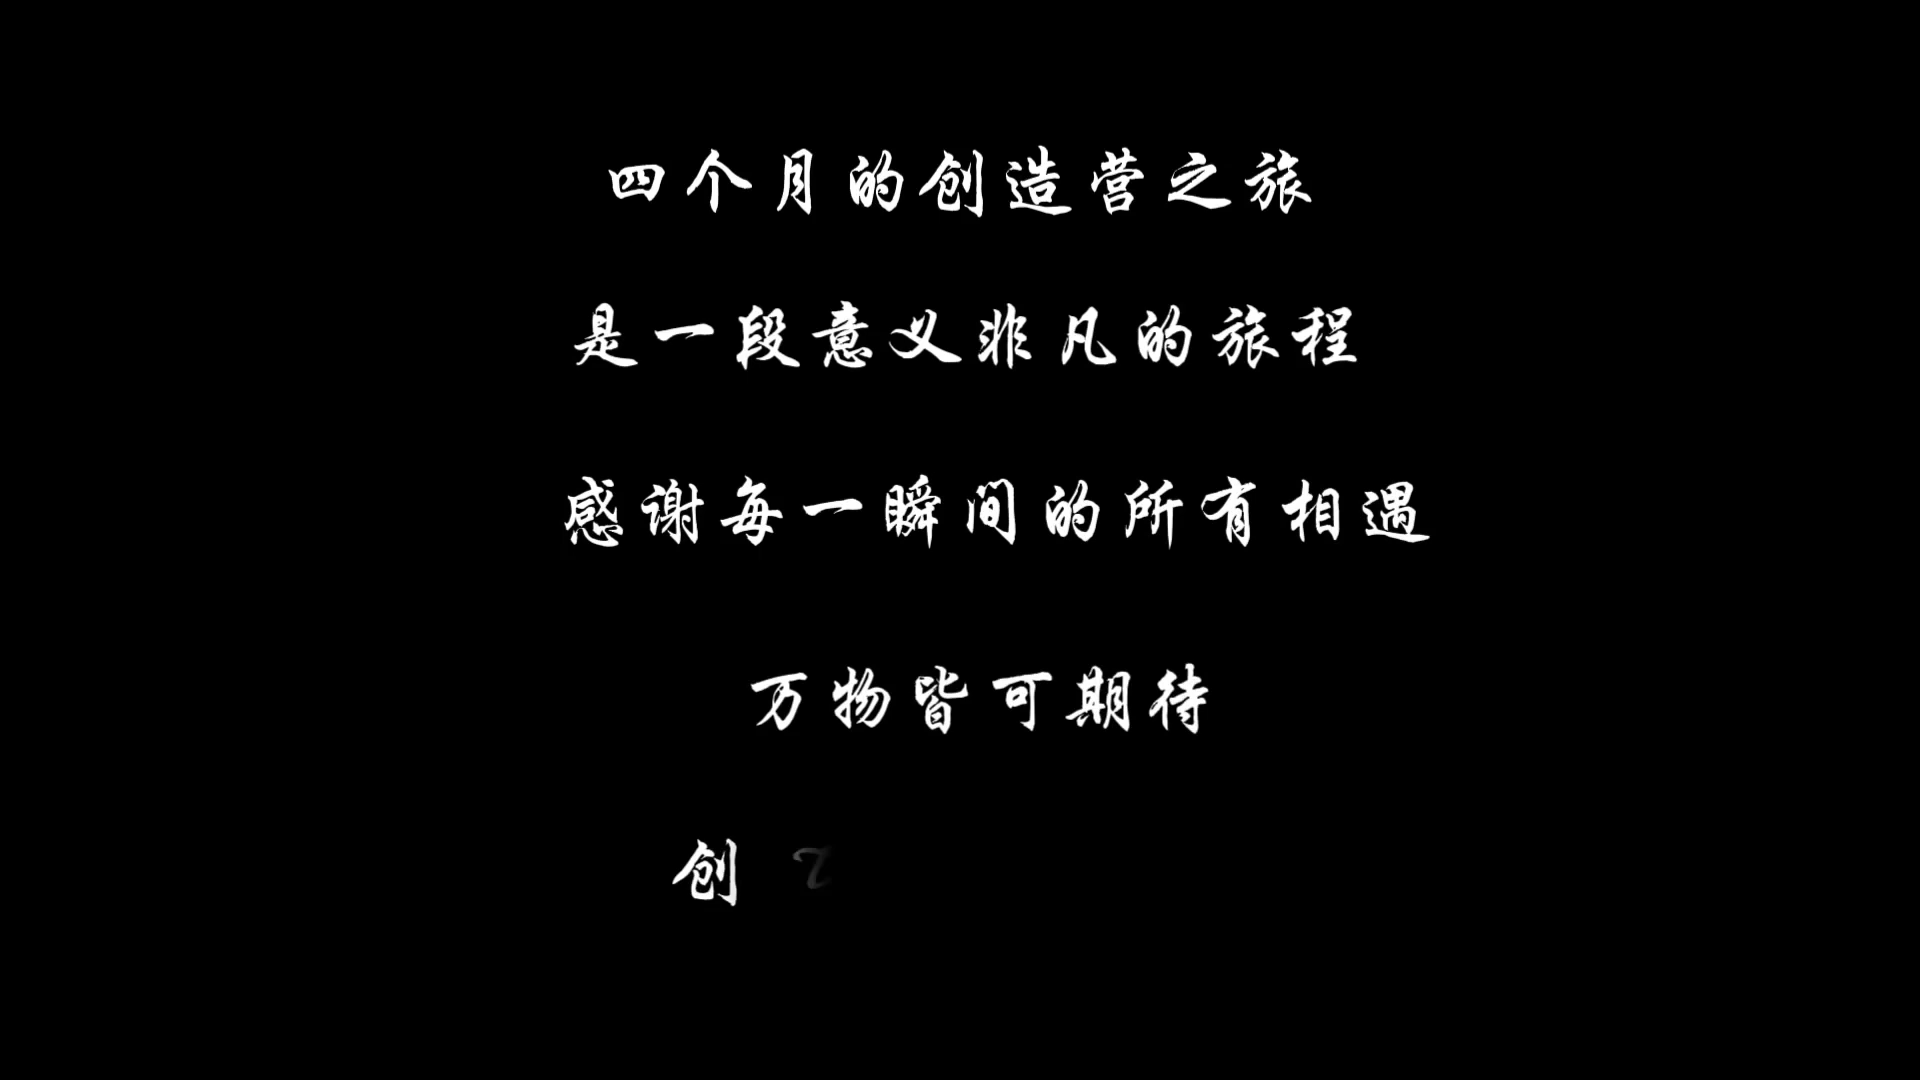 四个月的创造营之旅
是一段意义非凡的旅程
感谢每一瞬间的所有相遇
万物皆可期待
创